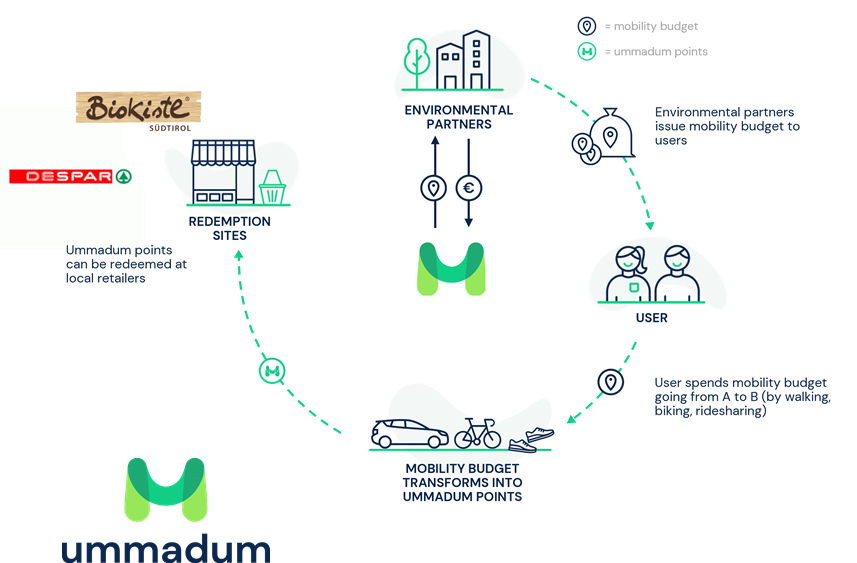 = mobility budget
= ummadum points
Biokiste®
SÜDTIROL
ENVIRONMENTAL
PARTNERS
Environmental partners
issue mobility budget to
users
DESPAR
€
REDEMPTION
SITES
Ummadum points
can be redeemed at
local retailers
USER
User spends mobility budget
going from A to B (by walking,
biking, ridesharing)
MOBILITY BUDGET
TRANSFORMS INTO
UMMADUM POINTS
ummadum